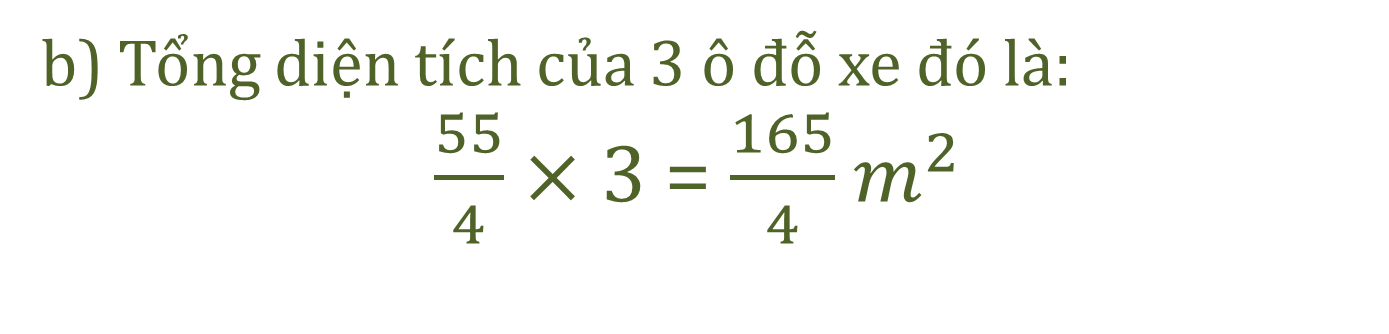 b) Tổng diện tích của 3 ô đỗ xe đó là:
55/4 × 3 = 165/4 m²